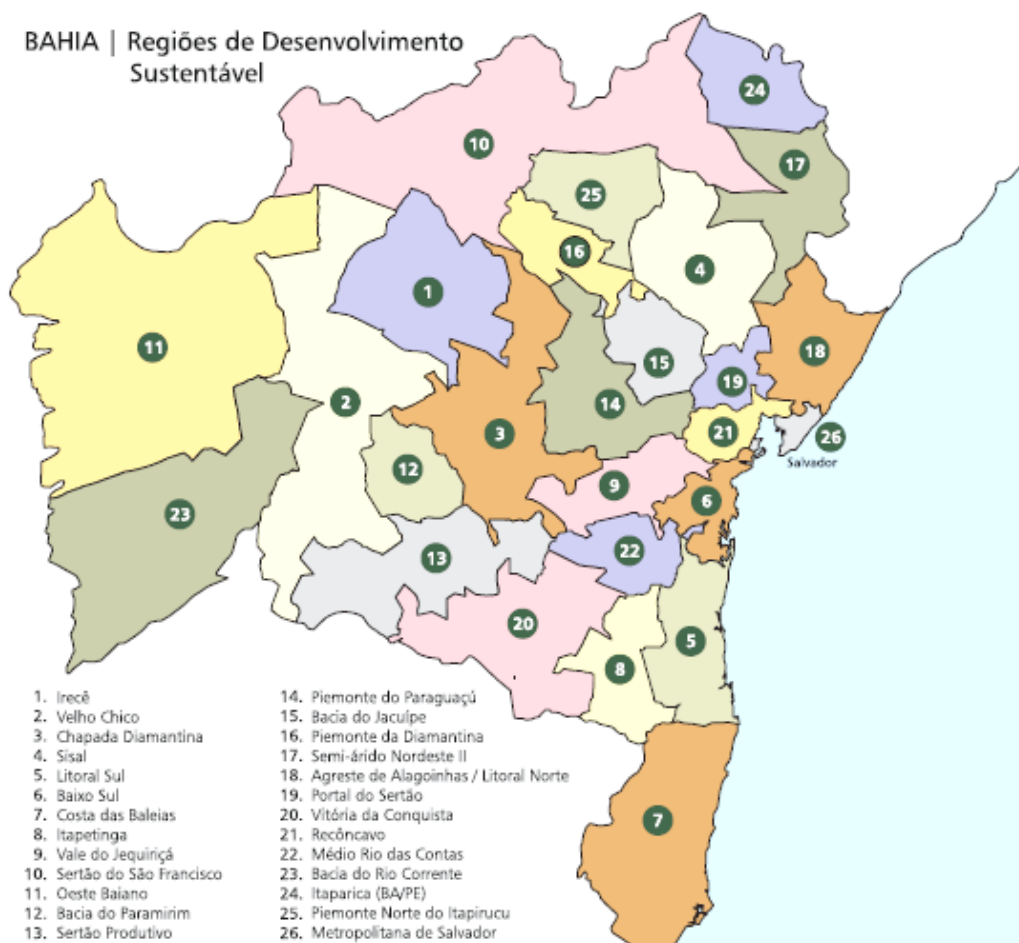 BAHIA | Regiões de Desenvolvimento
Sustentável
24
17
10
25
16
4
1
18
11
15
19
2
14
3
21
26
Salvador
12
9
6
23
22
13
20
5
8
7
1. Irecê
2. Velho Chico
3. Chapada Diamantina
4. Sisal
5. Litoral Sul
6. Baixo Sul
7. Costa das Baleias
8. Itapetinga
9. Vale do Jequiriçá
10. Sertão do São Francisco
11. Oeste Baiano
12. Bacia do Paramirim
13. Sertão Produtivo
14. Piemonte do Paraguaçú
15. Bacia do Jacuípe
16. Piemonte da Diamantina
17. Semi-árido Nordeste II
18. Agreste de Alagoinhas / Litoral Norte
19. Portal do Sertão
20. Vitória da Conquista
21. Recôncavo
22. Médio Rio das Contas
23. Bacia do Rio Corrente
24. Itaparica (BA/PE)
25. Piemonte Norte do Itapirucu
26. Metropolitana de Salvador